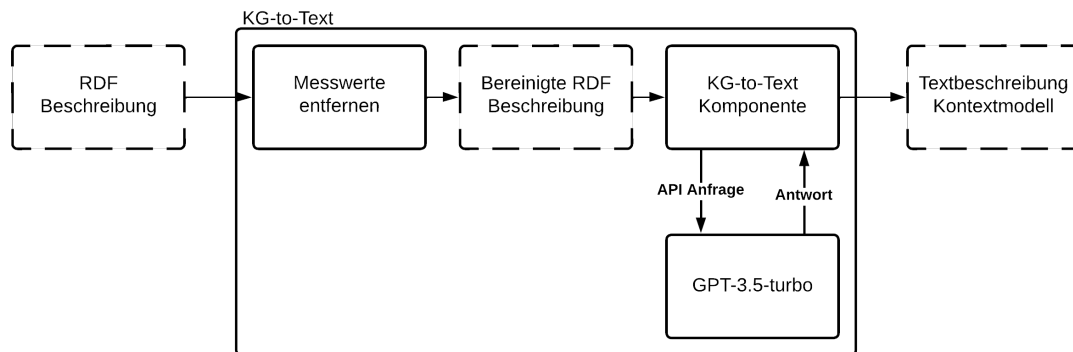 KG-to-Text
RDF
Beschreibung
Messwerte
entfernen
Bereinigte RDF
Beschreibung
KG-to-Text
Komponente
Textbeschreibung
Kontextmodell
API Anfrage
Antwort
GPT-3.5-turbo